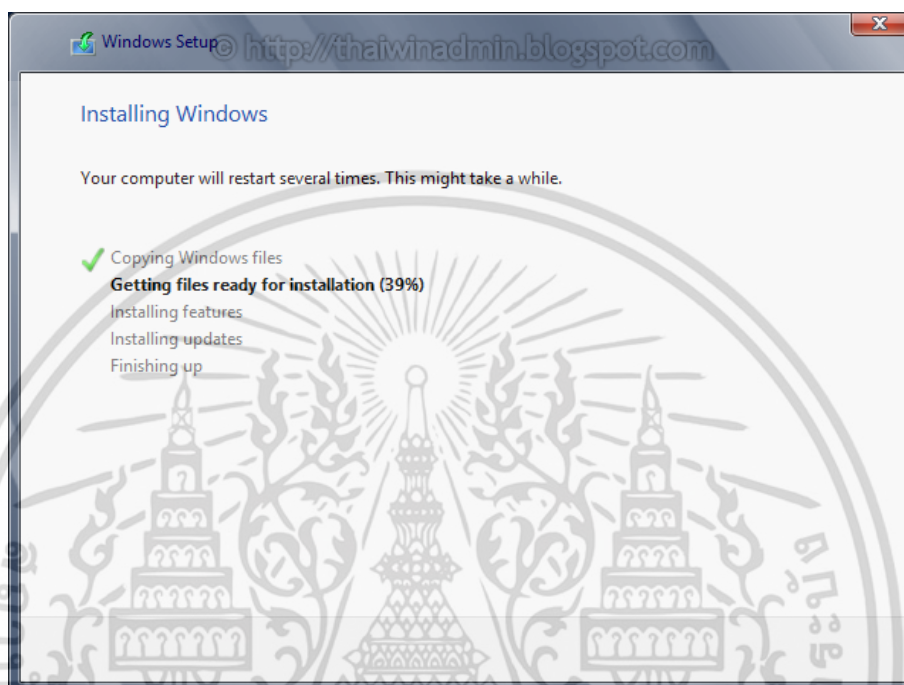 Windows Setup
© http://thaiwinadmin.blogspot.com
Installing Windows
Your computer will restart several times. This might take a while.
Copying Windows files
Getting files ready for installation (39%)
Installing features
Installing updates
Finishing up